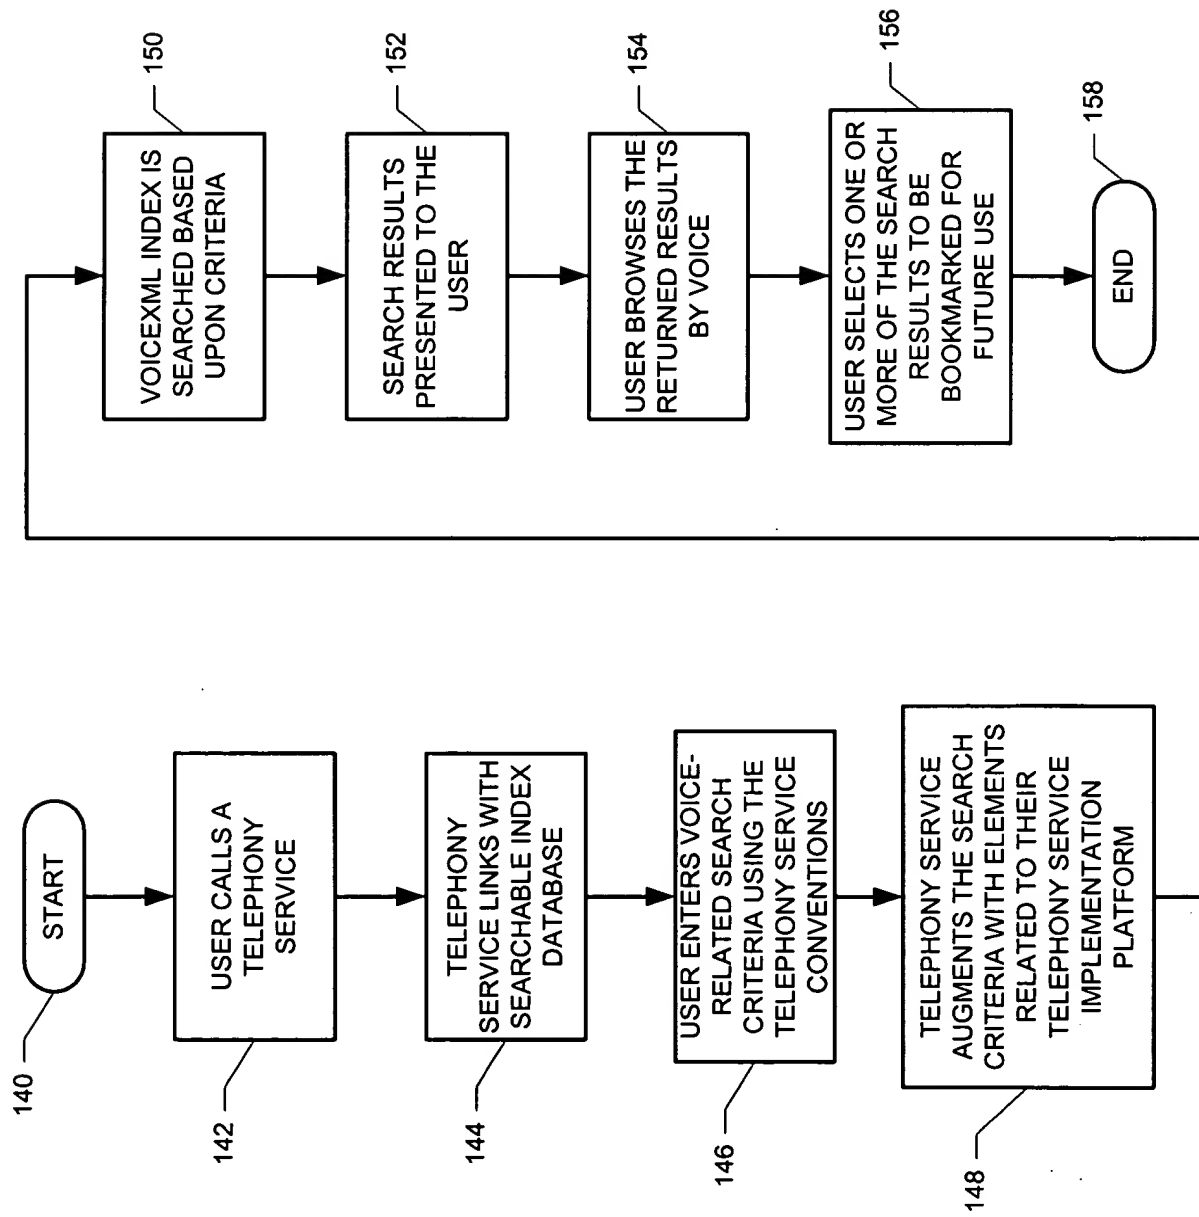 START
140
USER CALLS A
TELEPHONY
SERVICE
142
TELEPHONY
SERVICE LINKS WITH
SEARCHABLE INDEX
DATABASE
144
USER ENTERS VOICE-
RELATED SEARCH
CRITERIA USING THE
TELEPHONY SERVICE
CONVENTIONS
146
TELEPHONY SERVICE
AUGMENTS THE SEARCH
CRITERIA WITH ELEMENTS
RELATED TO THEIR
TELEPHONY SERVICE
IMPLEMENTATION
PLATFORM
148
VOICEXML INDEX IS
SEARCHED BASED
UPON CRITERIA
150
SEARCH RESULTS
PRESENTED TO THE
USER
152
USER BROWSES THE
RETURNED RESULTS
BY VOICE
154
USER SELECTS ONE OR
MORE OF THE SEARCH
RESULTS TO BE
BOOKMARKED FOR
FUTURE USE
156
END
158